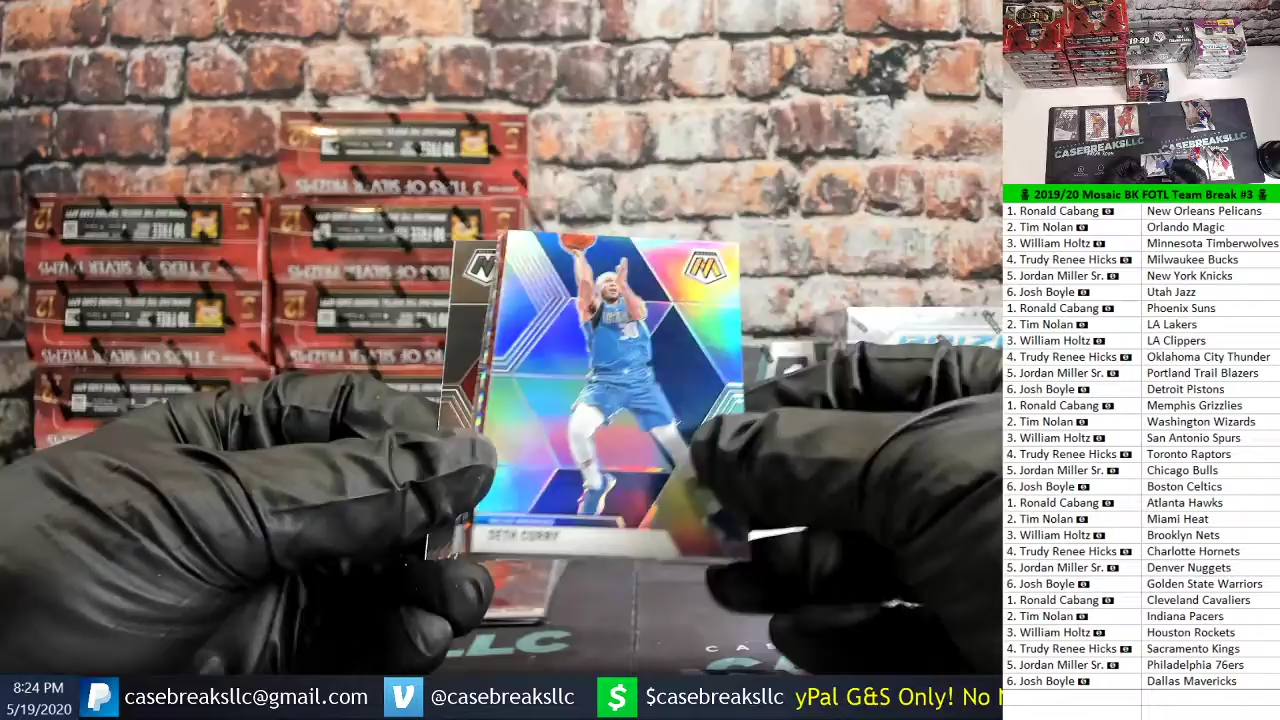 SETH CURRY
30
12
12
12
12
CASEBREAKSLLC
LLC
2019/20 Mosaic BK FOTL Team Break #3
1. Ronald Cabang New Orleans Pelicans
2. Tim Nolan Orlando Magic
3. William Holtz Minnesota Timberwolves
4. Trudy Renee Hicks Milwaukee Bucks
5. Jordan Miller Sr. New York Knicks
6. Josh Boyle Utah Jazz
1. Ronald Cabang Phoenix Suns
2. Tim Nolan LA Lakers
3. William Holtz LA Clippers
4. Trudy Renee Hicks Oklahoma City Thunder
5. Jordan Miller Sr. Portland Trail Blazers
6. Josh Boyle Detroit Pistons
1. Ronald Cabang Memphis Grizzlies
2. Tim Nolan Washington Wizards
3. William Holtz San Antonio Spurs
4. Trudy Renee Hicks Toronto Raptors
5. Jordan Miller Sr. Chicago Bulls
6. Josh Boyle Boston Celtics
1. Ronald Cabang Atlanta Hawks
2. Tim Nolan Miami Heat
3. William Holtz Brooklyn Nets
4. Trudy Renee Hicks Charlotte Hornets
5. Jordan Miller Sr. Denver Nuggets
6. Josh Boyle Golden State Warriors
1. Ronald Cabang Cleveland Cavaliers
2. Tim Nolan Indiana Pacers
3. William Holtz Houston Rockets
4. Trudy Renee Hicks Sacramento Kings
5. Jordan Miller Sr. Philadelphia 76ers
6. Josh Boyle Dallas Mavericks
8:24 PM
5/19/2020
casebreaksllc@gmail.com @casebreaksllc $casebreaksllc yPal G&S Only! No